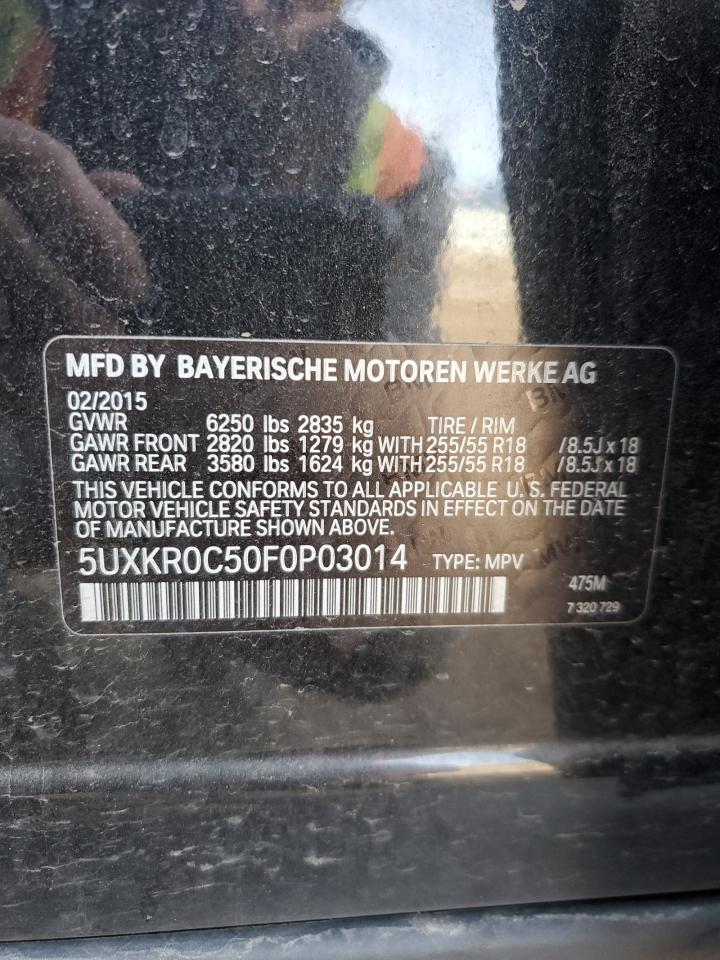 MFD BY BAYERISCHE MOTOREN WERKE AG
02/2015
GVWR 6250 lbs 2835 kg TIRE / RIM
GAWR FRONT 2820 lbs 1279 kg WITH 255/55 R18 /8.5J x 18
GAWR REAR 3580 lbs 1624 kg WITH 255/55 R18 /8.5J x 18
THIS VEHICLE CONFORMS TO ALL APPLICABLE U.S. FEDERAL
MOTOR VEHICLE SAFETY STANDARDS IN EFFECT ON THE DATE
OF MANUFACTURE SHOWN ABOVE.
5UXKR0C50F0P03014 TYPE: MPV
475M
7 320 729